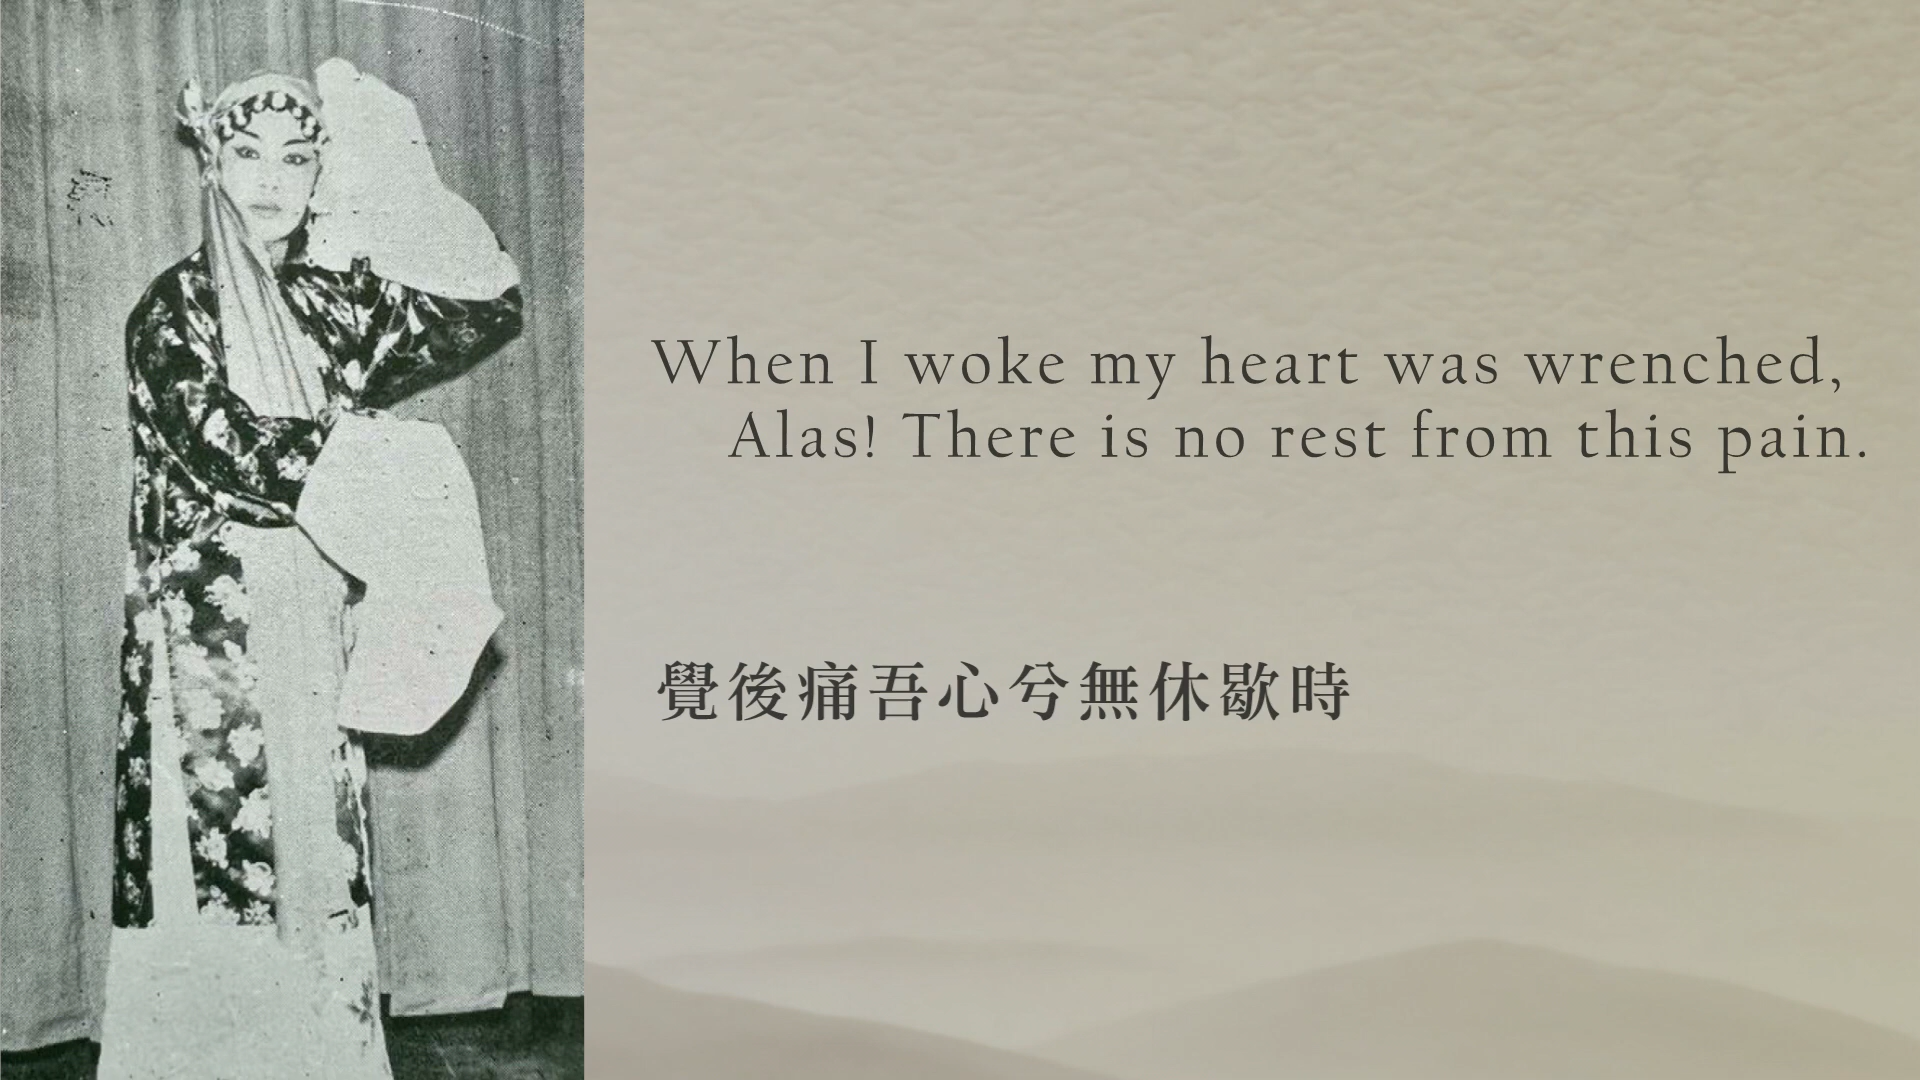 When I woke my heart was wrenched,
Alas! There is no rest from this pain.
覺後痛吾心兮無休歇時